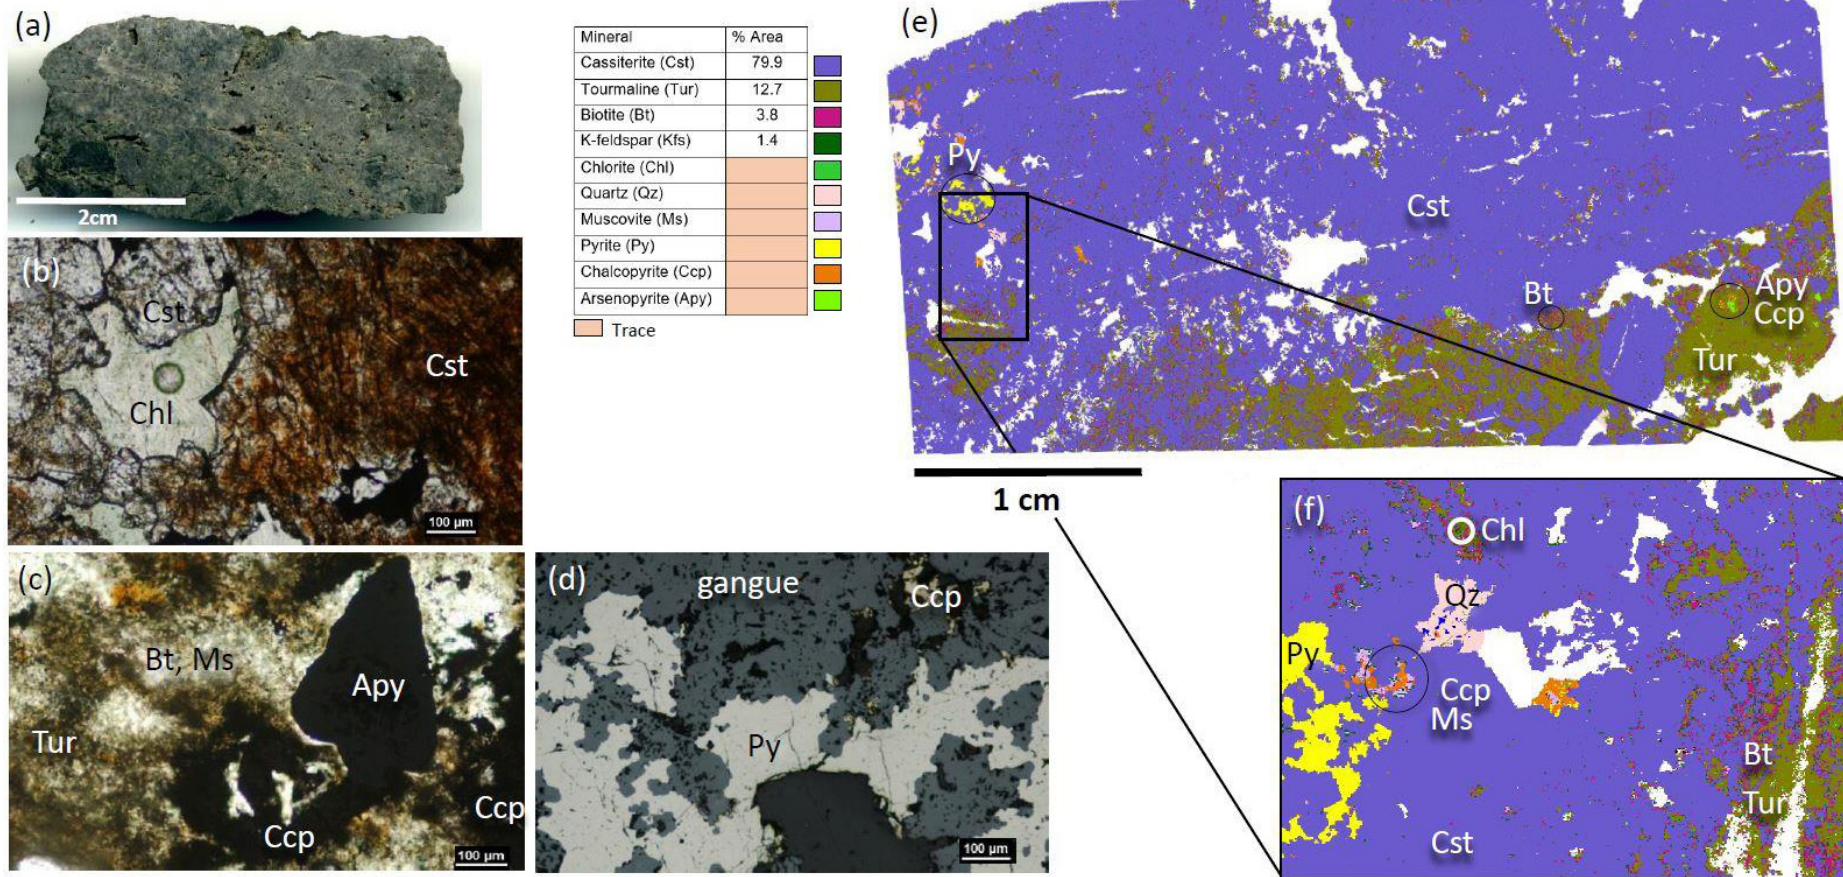 (a)
2cm
Mineral % Area
Cassiterite (Cst) 79.9
Tourmaline (Tur) 12.7
Biotite (Bt) 3.8
K-feldspar (Kfs) 1.4
Chlorite (Chl)
Quartz (Qz)
Muscovite (Ms)
Pyrite (Py)
Chalcopyrite (Ccp)
Arsenopyrite (Apy)
Trace
(b)
Cst
Cst
Chl
100 µm
(c)
Bt, Ms
Apy
Tur
Ccp
Ccp
100 µm
(d)
gangue
Ccp
Py
100 µm
(e)
Py
Cst
Bt
Apy
Ccp
Tur
1 cm
(f)
Chl
Qz
Py
Ccp
Ms
Bt
Tur
Cst